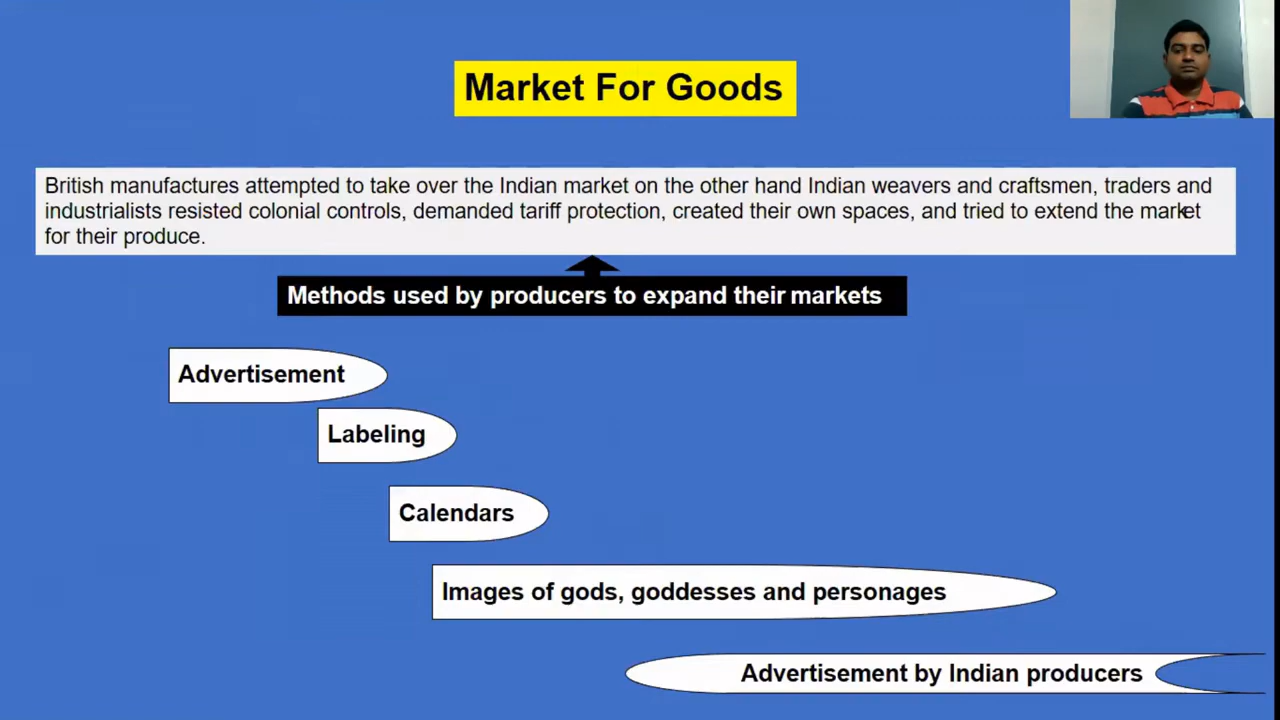 Market For Goods
British manufactures attempted to take over the Indian market on the other hand Indian weavers and craftsmen, traders and
industrialists resisted colonial controls, demanded tariff protection, created their own spaces, and tried to extend the market
for their produce.
Methods used by producers to expand their markets
Advertisement
Labeling
Calendars
Images of gods, goddesses and personages
Advertisement by Indian producers